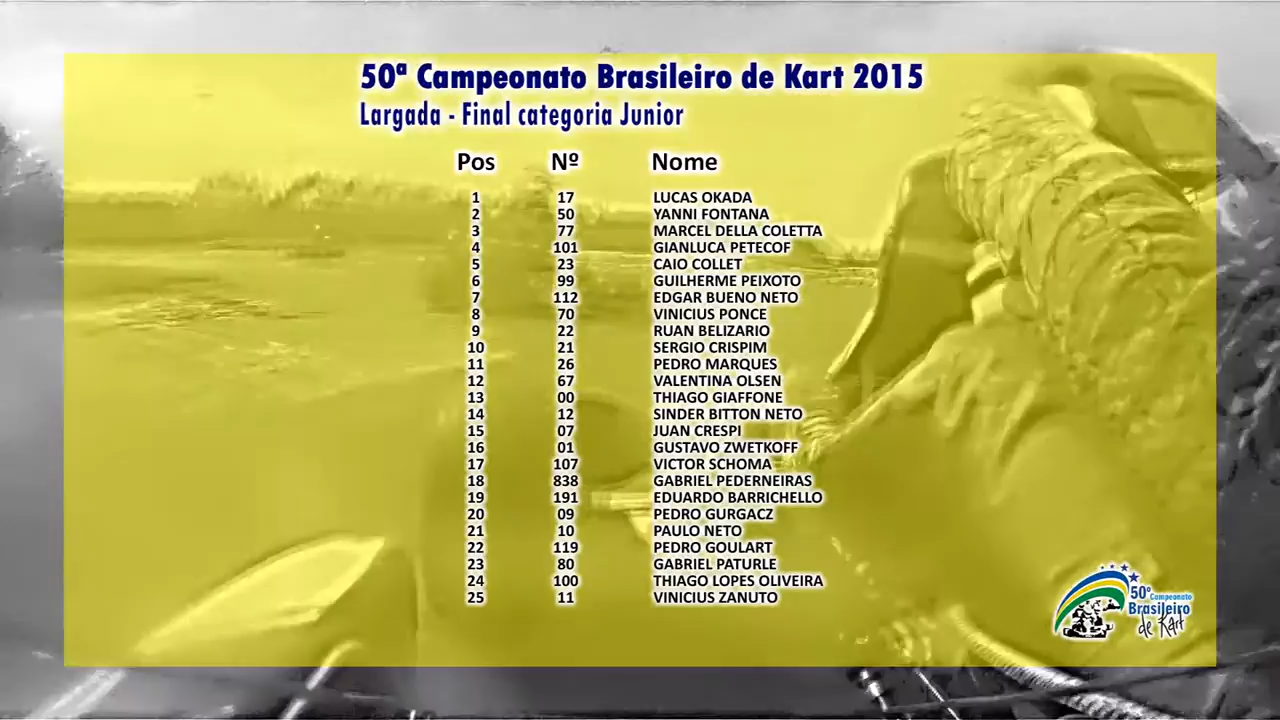 50ª Campeonato Brasileiro de Kart 2015
Largada - Final categoria Junior
Pos Nº Nome
1 17 LUCAS OKADA
2 50 YANNI FONTANA
3 77 MARCEL DELLA COLETTA
4 101 GIANLUCA PETECOF
5 23 CAIO COLLET
6 99 GUILHERME PEIXOTO
7 112 EDGAR BUENO NETO
8 70 VINICIUS PONCE
9 22 RUAN BELIZARIO
10 21 SERGIO CRISPIM
11 26 PEDRO MARQUES
12 67 VALENTINA OLSEN
13 00 THIAGO GIAFFONE
14 12 SINDER BITTON NETO
15 07 JUAN CRESPI
16 01 GUSTAVO ZWETKOFF
17 107 VICTOR SCHOMA
18 838 GABRIEL PEDERNEIRAS
19 191 EDUARDO BARRICHELLO
20 09 PEDRO GURGACZ
21 10 PAULO NETO
22 119 PEDRO GOULART
23 80 GABRIEL PATURLE
24 100 THIAGO LOPES OLIVEIRA
25 11 VINICIUS ZANUTO
50º Campeonato
Brasileiro
de Kart